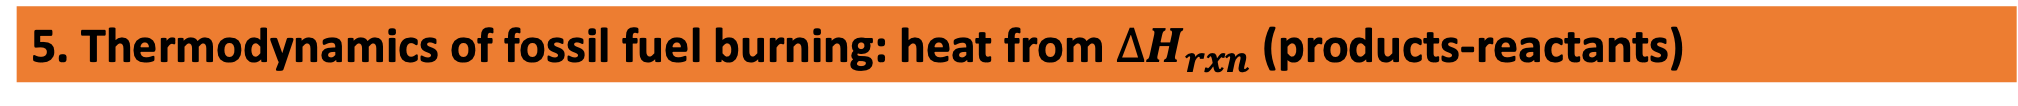 5. Thermodynamics of fossil fuel burning: heat from ΔH_rxn (products-reactants)